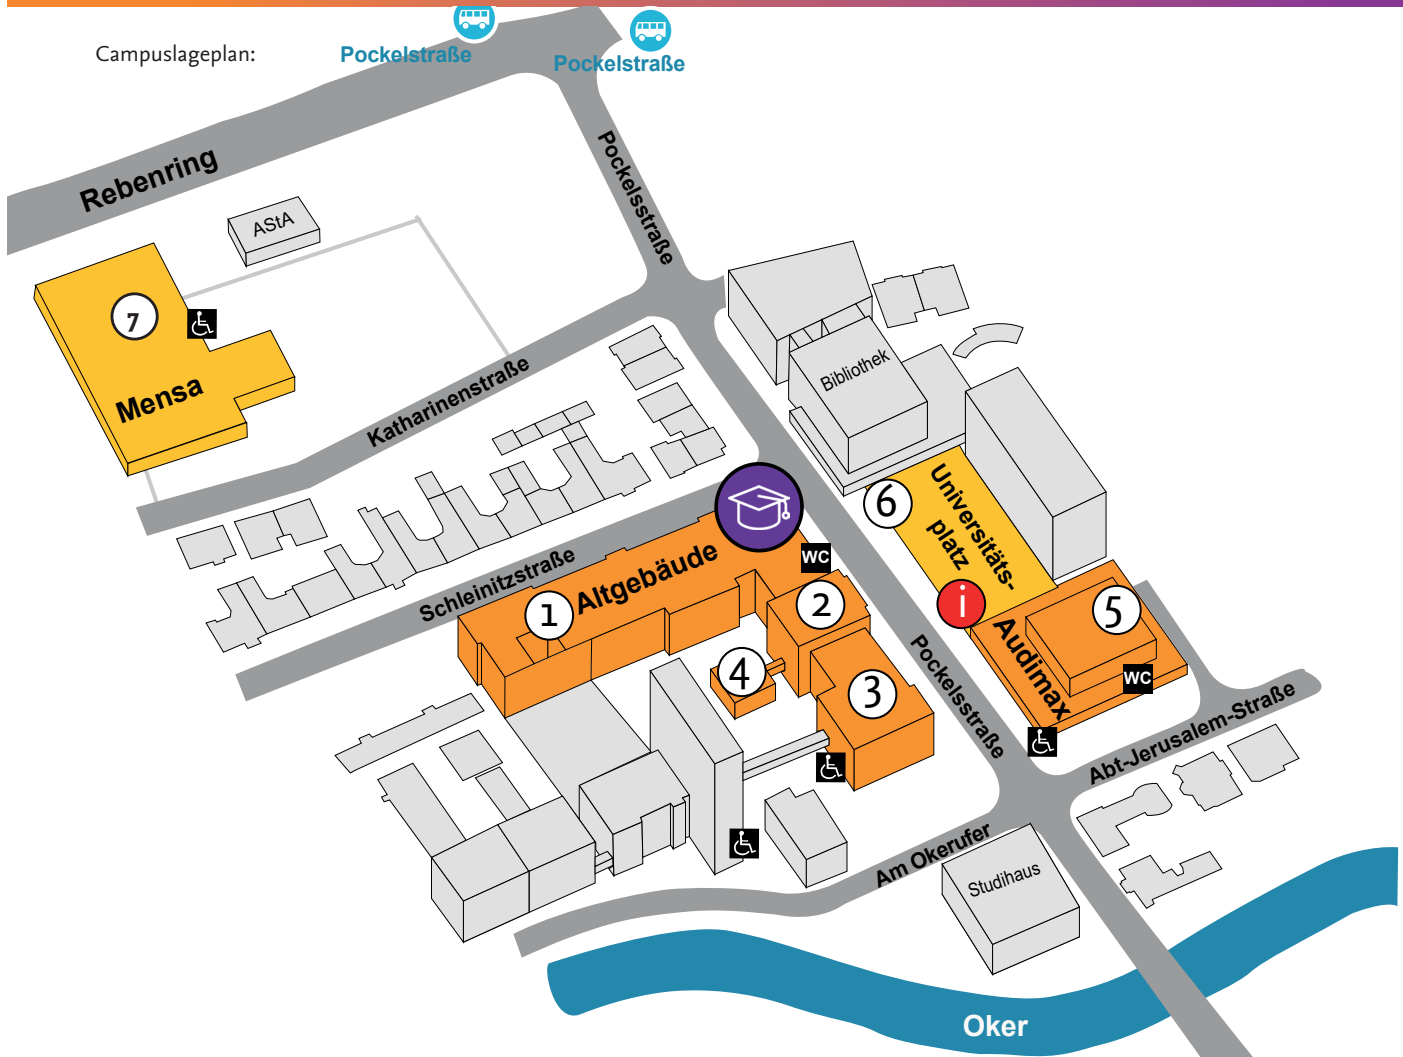 Campuslageplan:
Pockelstraße
Pockelstraße
Rebenring
Pockelsstraße
AStA
7
Mensa
Katharinenstraße
Bibliothek
6
Universitäts-
platz
Schleinitzstraße
1
Altgebäude
WC
2
i
5
Audimax
WC
4
3
Pockelsstraße
Abt-Jerusalem-Straße
Am Okerufer
Studihaus
Oker